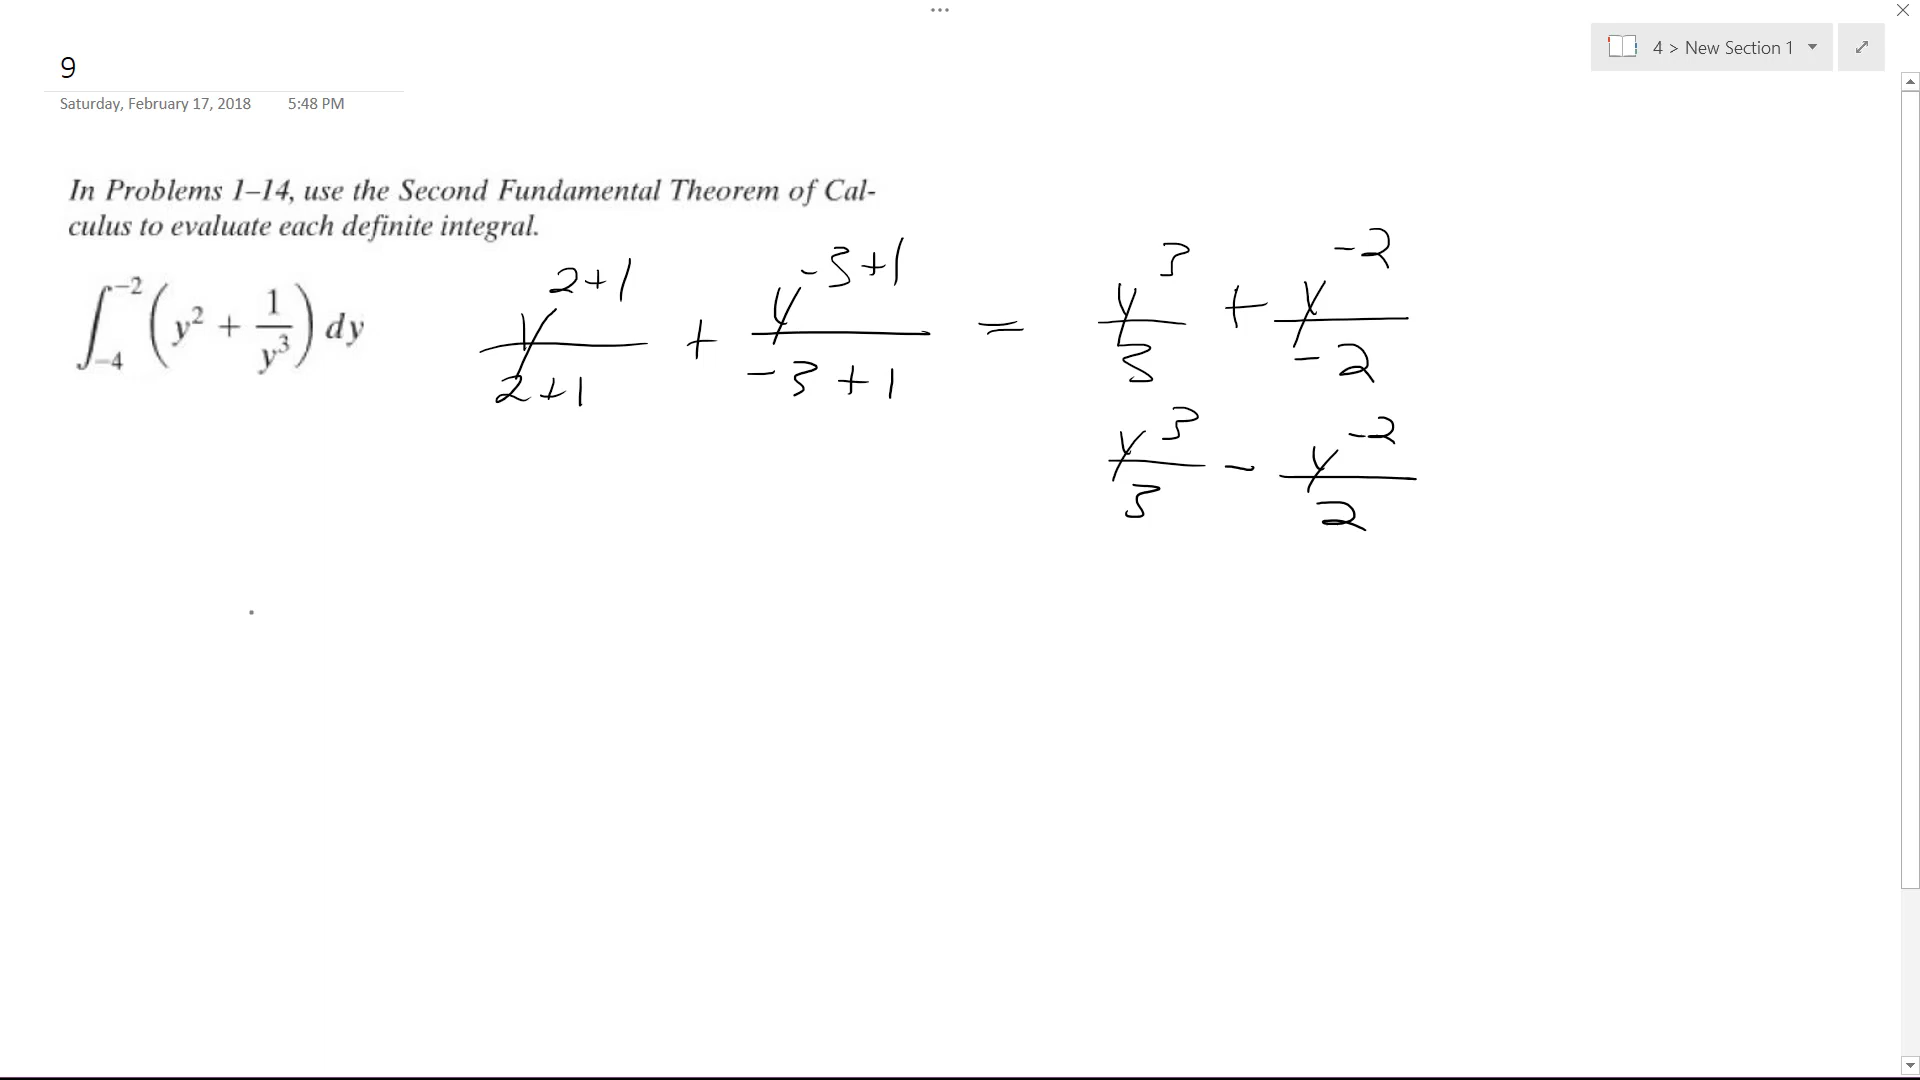 ...
4 > New Section 1
9
Saturday, February 17, 2018 5:48 PM
In Problems 1–14, use the Second Fundamental Theorem of Cal-
culus to evaluate each definite integral.
∫₋₄⁻² (y² + 1/y³) dy
y^(2+1)/(2+1) + y^(-3+1)/(-3+1) = y³/3 + y⁻²/-2
y³/3 - y⁻²/2